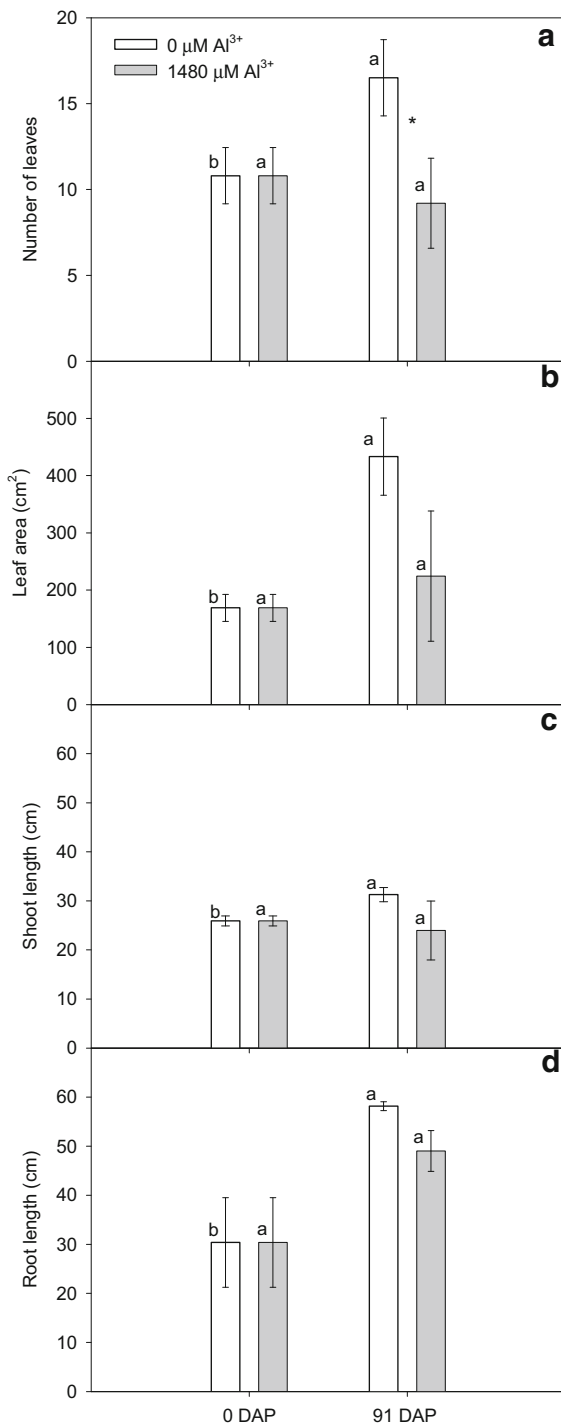 20
15
10
5
0
Number of leaves
0 μM Al³⁺
1480 μM Al³⁺
a
b
a
a
*
a
500
400
300
200
100
0
Leaf area (cm²)
b
b
a
a
a
60
50
40
30
20
10
0
Shoot length (cm)
c
b
a
a
a
60
50
40
30
20
10
0
Root length (cm)
d
b
a
a
a
0 DAP
91 DAP